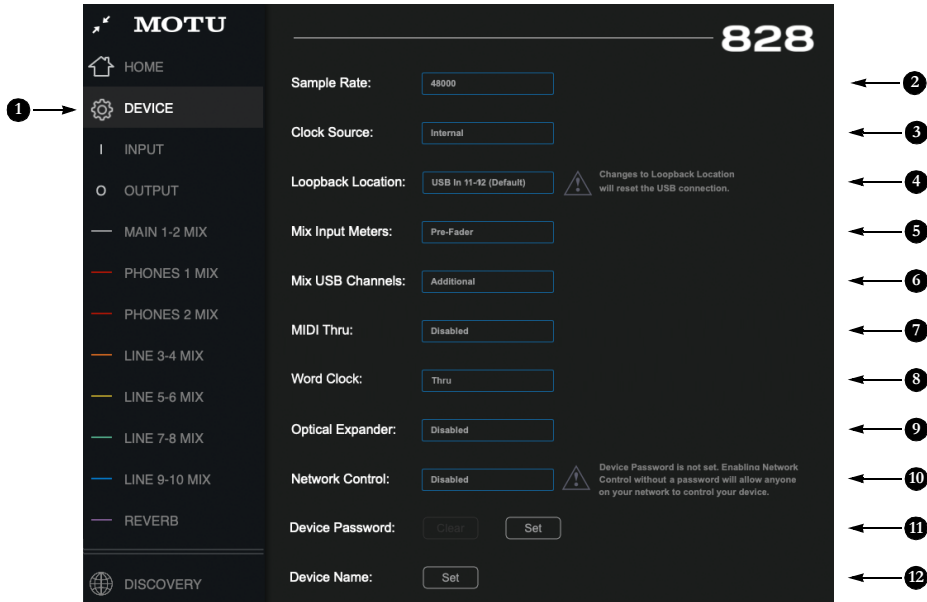 MOTU
828
HOME
Sample Rate: 48000 2
1 DEVICE
Clock Source: Internal 3
I INPUT
Loopback Location: USB In 11-12 (Default) Changes to Loopback Location 4
will reset the USB connection.
O OUTPUT
MAIN 1-2 MIX
Mix Input Meters: Pre-Fader 5
PHONES 1 MIX
Mix USB Channels: Additional 6
PHONES 2 MIX
MIDI Thru: Disabled 7
LINE 3-4 MIX
Word Clock: Thru 8
LINE 5-6 MIX
Optical Expander: Disabled 9
LINE 7-8 MIX
Device Password is not set. Enabling Network
LINE 9-10 MIX
Network Control: Disabled Control without a password will allow anyone 10
on your network to control your device.
REVERB
Device Password: Clear Set 11
DISCOVERY
Device Name: Set 12